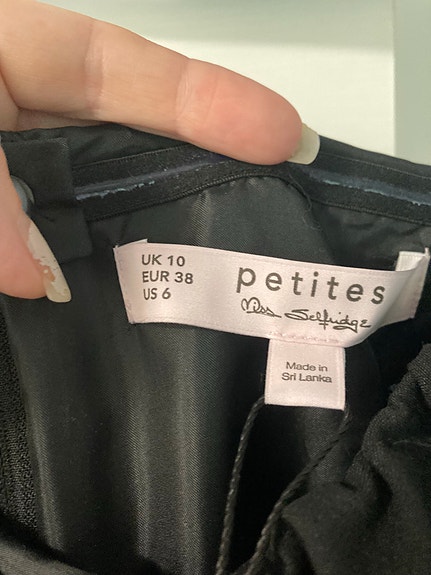 UK 10
EUR 38
US 6
petites
Miss Selfridge
Made in
Sri Lanka